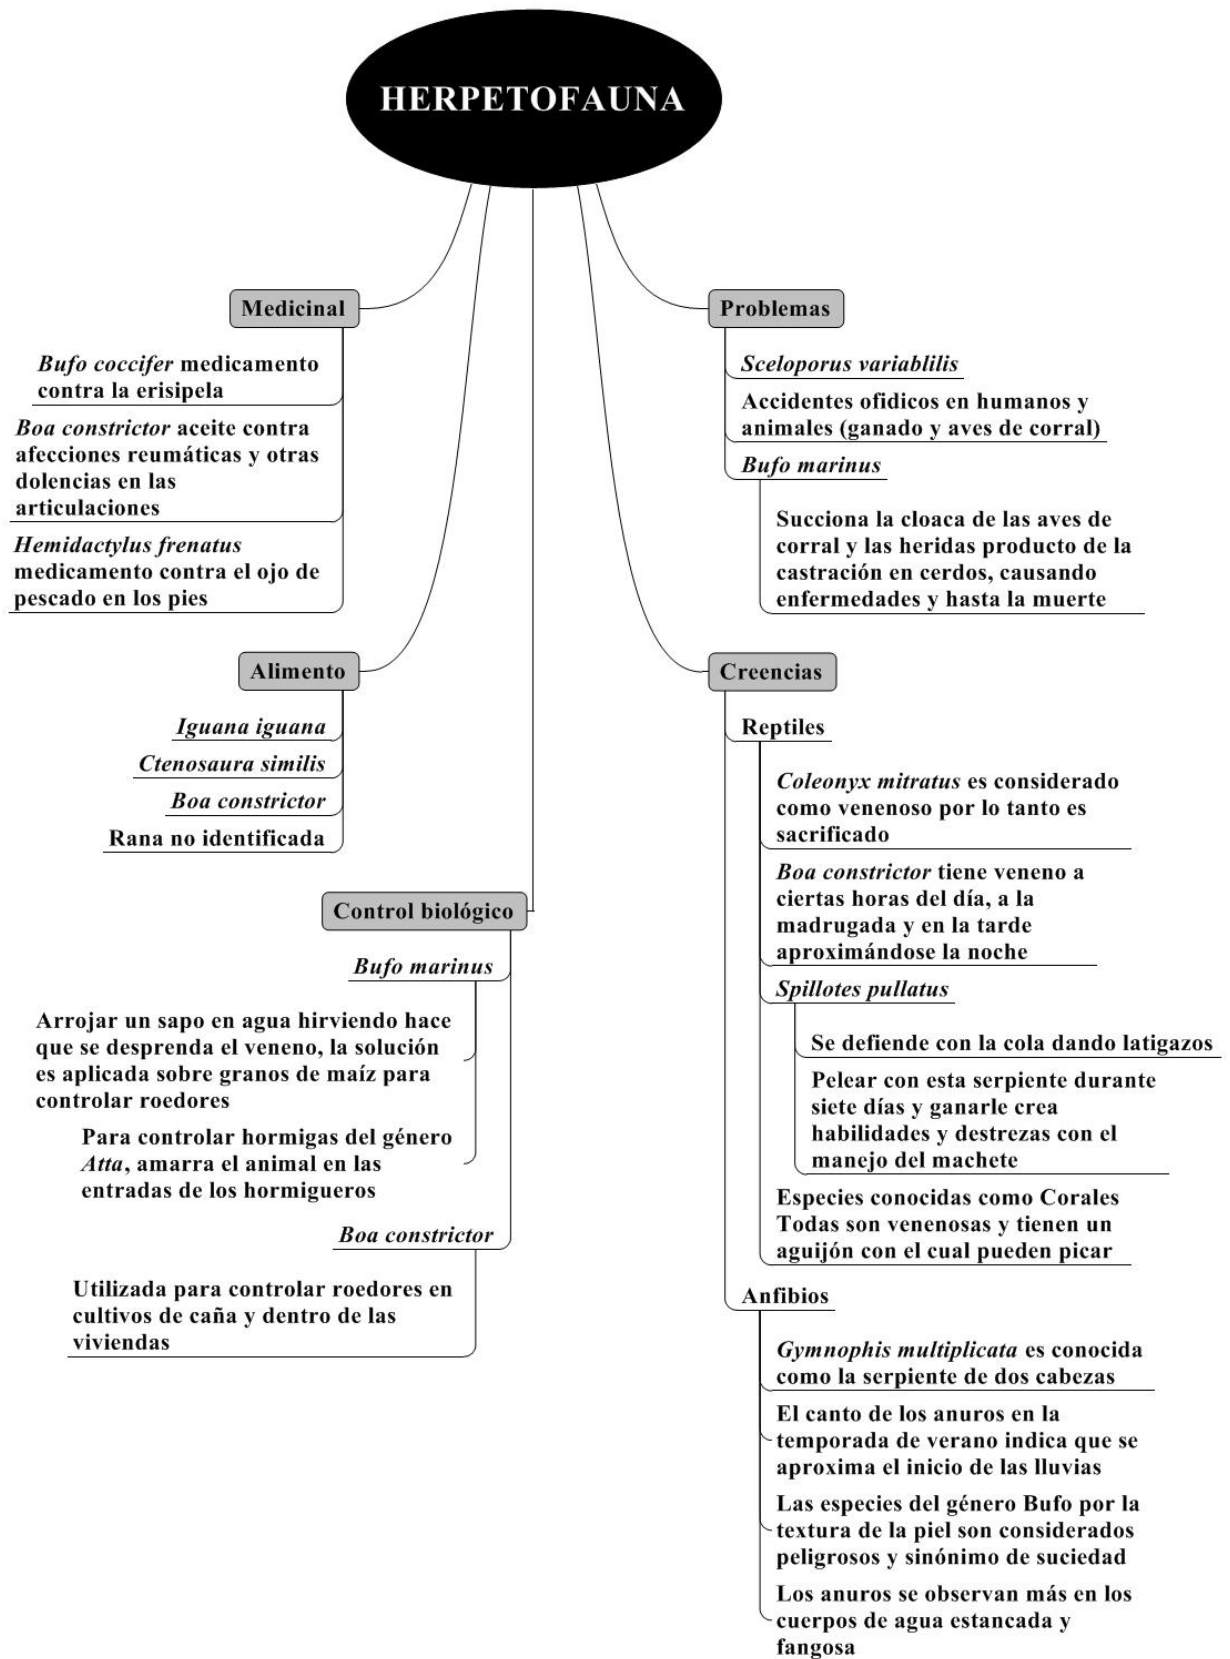 HERPETOFAUNA
Medicinal
Bufo coccifer medicamento
contra la erisipela
Boa constrictor aceite contra
afecciones reumáticas y otras
dolencias en las
articulaciones
Hemidactylus frenatus
medicamento contra el ojo de
pescado en los pies
Alimento
Iguana iguana
Ctenosaura similis
Boa constrictor
Rana no identificada
Control biológico
Bufo marinus
Arrojar un sapo en agua hirviendo hace
que se desprenda el veneno, la solución
es aplicada sobre granos de maíz para
controlar roedores
Para controlar hormigas del género
Atta, amarra el animal en las
entradas de los hormigueros
Boa constrictor
Utilizada para controlar roedores en
cultivos de caña y dentro de las
viviendas
Problemas
Sceloporus variablilis
Accidentes ofidicos en humanos y
animales (ganado y aves de corral)
Bufo marinus
Succiona la cloaca de las aves de
corral y las heridas producto de la
castración en cerdos, causando
enfermedades y hasta la muerte
Creencias
Reptiles
Coleonyx mitratus es considerado
como venenoso por lo tanto es
sacrificado
Boa constrictor tiene veneno a
ciertas horas del día, a la
madrugada y en la tarde
aproximándose la noche
Spillotes pullatus
Se defiende con la cola dando latigazos
Pelear con esta serpiente durante
siete días y ganarle crea
habilidades y destrezas con el
manejo del machete
Especies conocidas como Corales
Todas son venenosas y tienen un
aguijón con el cual pueden picar
Anfibios
Gymnophis multiplicata es conocida
como la serpiente de dos cabezas
El canto de los anuros en la
temporada de verano indica que se
aproxima el inicio de las lluvias
Las especies del género Bufo por la
textura de la piel son considerados
peligrosos y sinónimo de suciedad
Los anuros se observan más en los
cuerpos de agua estancada y
fangosa